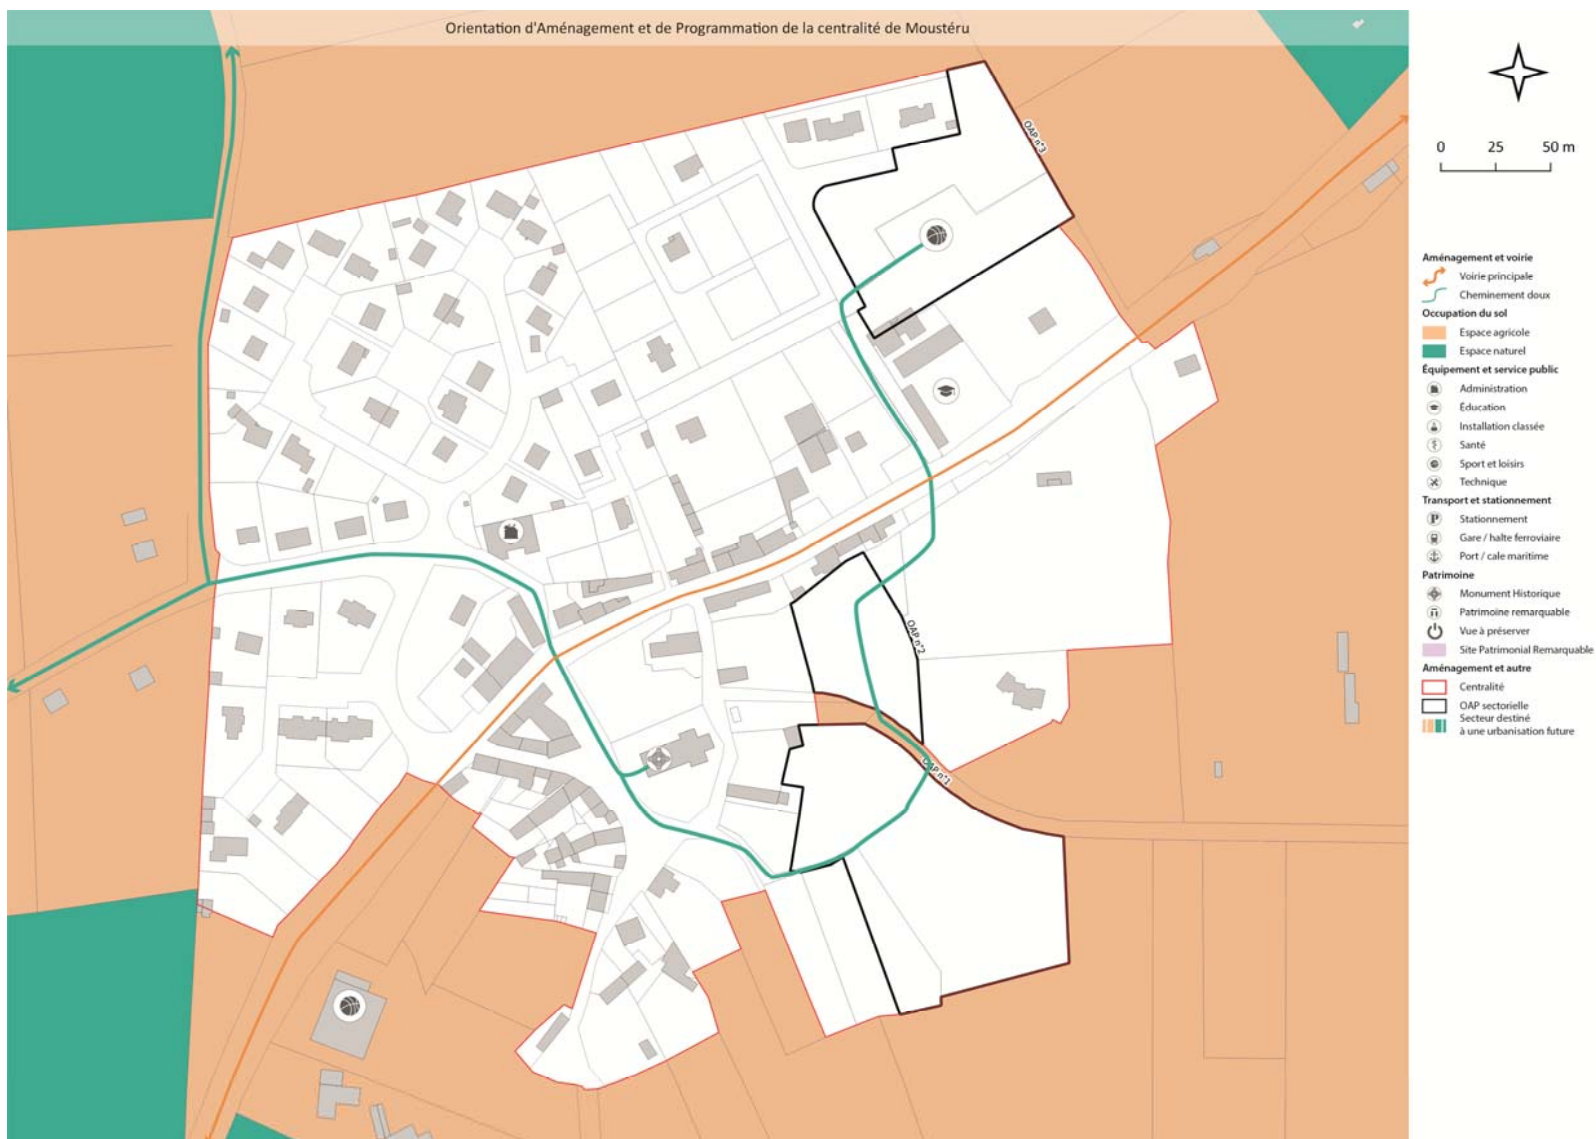 Orientation d'Aménagement et de Programmation de la centralité de Moustéru
OAP n°3
OAP n°2
OAP n°1
0 25 50 m
Aménagement et voirie
Voirie principale
Cheminement doux
Occupation du sol
Espace agricole
Espace naturel
Équipement et service public
Administration
Éducation
Installation classée
Santé
Sport et loisirs
Technique
Transport et stationnement
Stationnement
Gare / halte ferroviaire
Port / cale maritime
Patrimoine
Monument Historique
Patrimoine remarquable
Vue à préserver
Site Patrimonial Remarquable
Aménagement et autre
Centralité
OAP sectorielle
Secteur destiné
à une urbanisation future